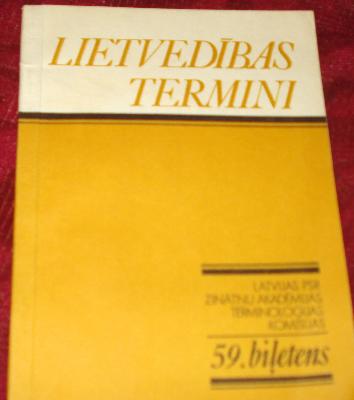 LIETVEDĪBAS
TERMINI
LATVIJAS PSR
ZINĀTŅU AKADĒMIJAS
TERMINOLOĢIJAS
KOMISIJAS
59. biļetens